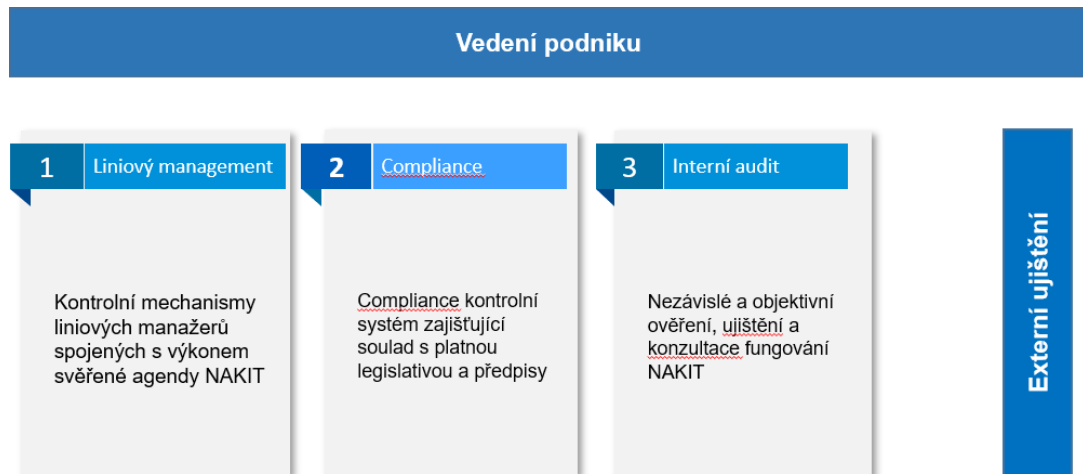 Vedení podniku
1 Liniový management
Kontrolní mechanismy
liniových manažerů
spojených s výkonem
svěřené agendy NAKIT
2 Compliance
Compliance kontrolní
systém zajišťující
soulad s platnou
legislativou a předpisy
3 Interní audit
Nezávislé a objektivní
ověření, ujištění a
konzultace fungování
NAKIT
Externí ujištění